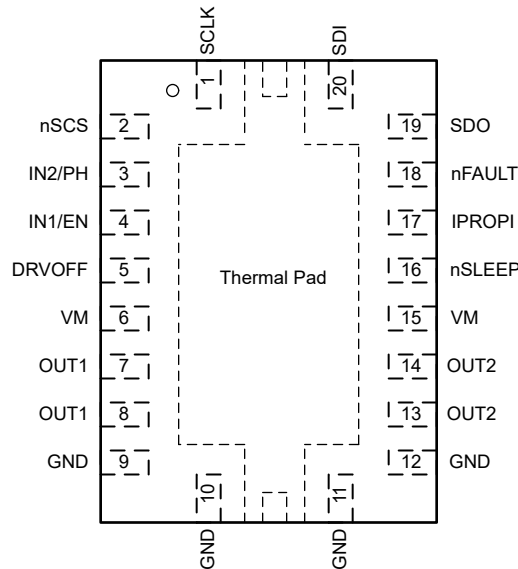 SCLK
SDI
1
20
nSCS 2
19 SDO
IN2/PH 3
18 nFAULT
IN1/EN 4
17 IPROPI
DRVOFF 5
16 nSLEEP
Thermal Pad
VM 6
15 VM
OUT1 7
14 OUT2
OUT1 8
13 OUT2
GND 9
12 GND
10
11
GND
GND